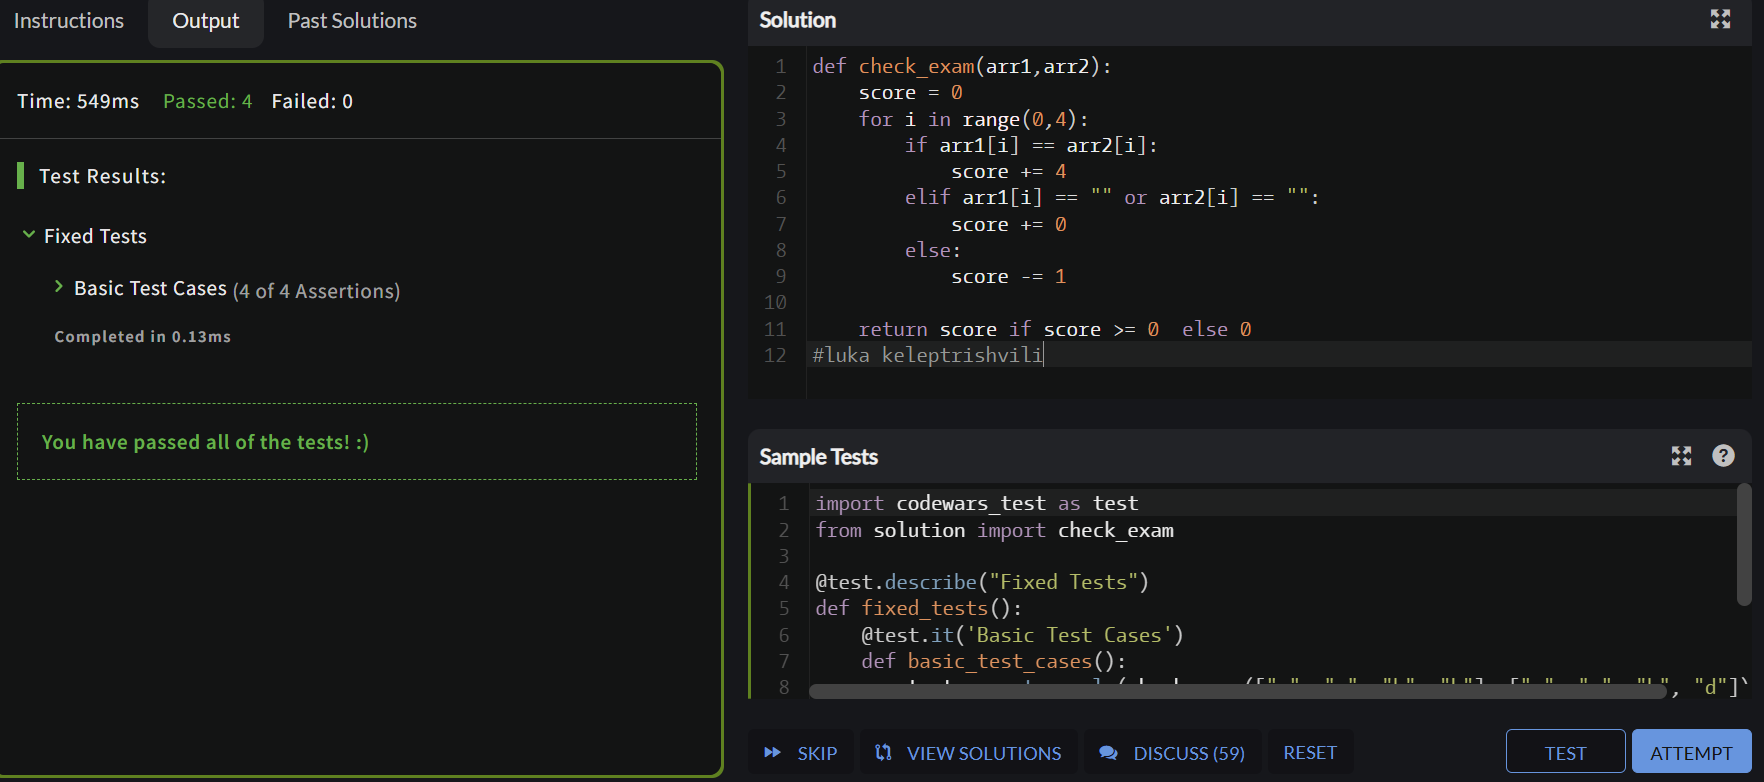 Instructions
Output
Past Solutions
Time: 549ms Passed: 4 Failed: 0
Test Results:
Fixed Tests
Basic Test Cases (4 of 4 Assertions)
Completed in 0.13ms
You have passed all of the tests! :)
Solution
1 def check_exam(arr1,arr2):
2     score = 0
3     for i in range(0,4):
4         if arr1[i] == arr2[i]:
5             score += 4
6         elif arr1[i] == "" or arr2[i] == "":
7             score += 0
8         else:
9             score -= 1
10
11     return score if score >= 0  else 0
12 #luka keleptrishvili
Sample Tests
?
1 import codewars_test as test
2 from solution import check_exam
3
4 @test.describe("Fixed Tests")
5 def fixed_tests():
6     @test.it('Basic Test Cases')
7     def basic_test_cases():
8 "d"]
SKIP
VIEW SOLUTIONS
DISCUSS (59)
RESET
TEST
ATTEMPT